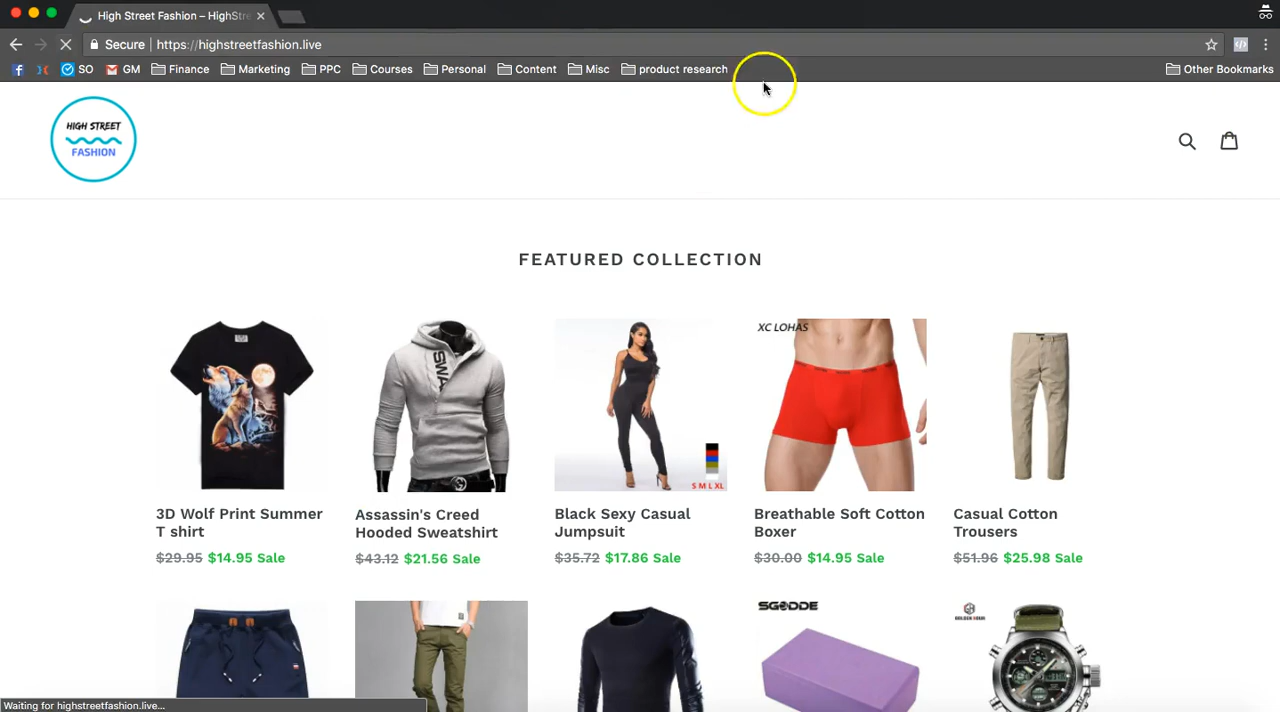 High Street Fashion – HighStre
Secure | https://highstreetfashion.live
SO GM Finance Marketing PPC Courses Personal Content Misc product research Other Bookmarks
HIGH STREET
FASHION
FEATURED COLLECTION
SWA
S M L XL
XC LOHAS
3D Wolf Print Summer
T shirt
$29.95 $14.95 Sale
Assassin's Creed
Hooded Sweatshirt
$43.12 $21.56 Sale
Black Sexy Casual
Jumpsuit
$35.72 $17.86 Sale
Breathable Soft Cotton
Boxer
$30.00 $14.95 Sale
Casual Cotton
Trousers
$51.96 $25.98 Sale
SGODDE
GOLDEN HOUR
Waiting for highstreetfashion.live...